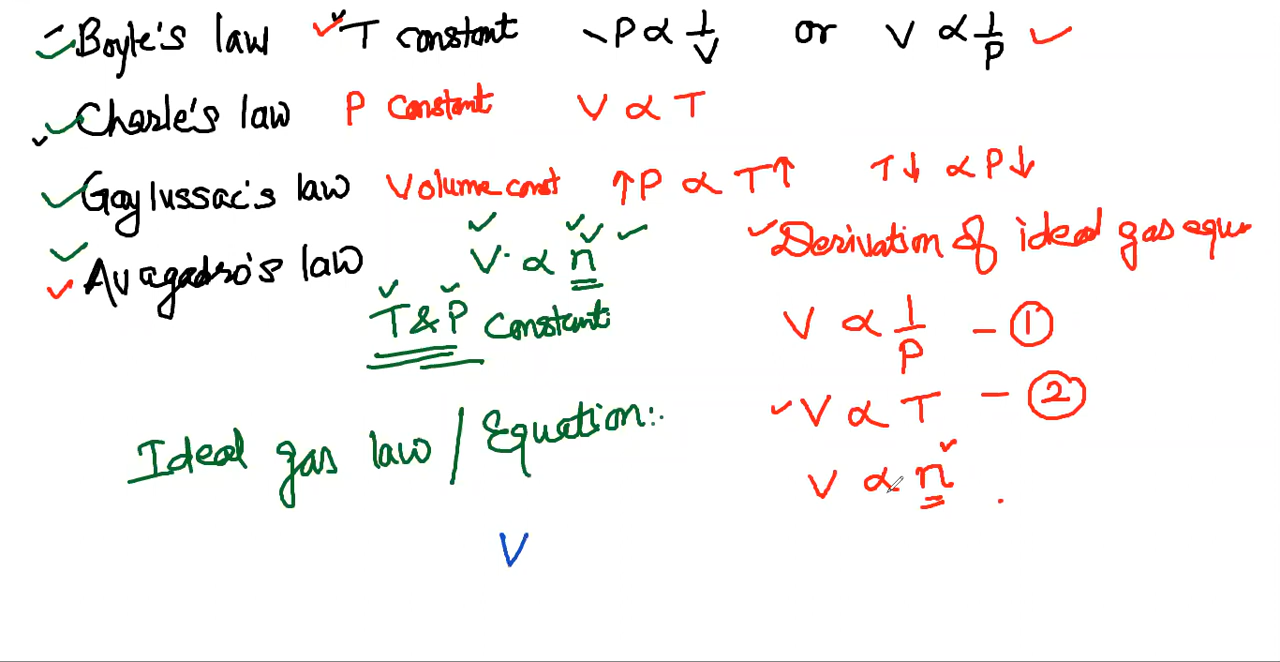 Boyle's law T constant P ∝ 1/V or V ∝ 1/P
Charle's law P constant V ∝ T
Gaylussac's law Volume const ↑P ∝ T↑ T↓ ∝ P↓
Avagadro's law V ∝ n
T & P constant
Derivation of ideal gas equ
V ∝ 1/P — ①
V ∝ T — ②
V ∝ n
Ideal gas law / Equation:
V